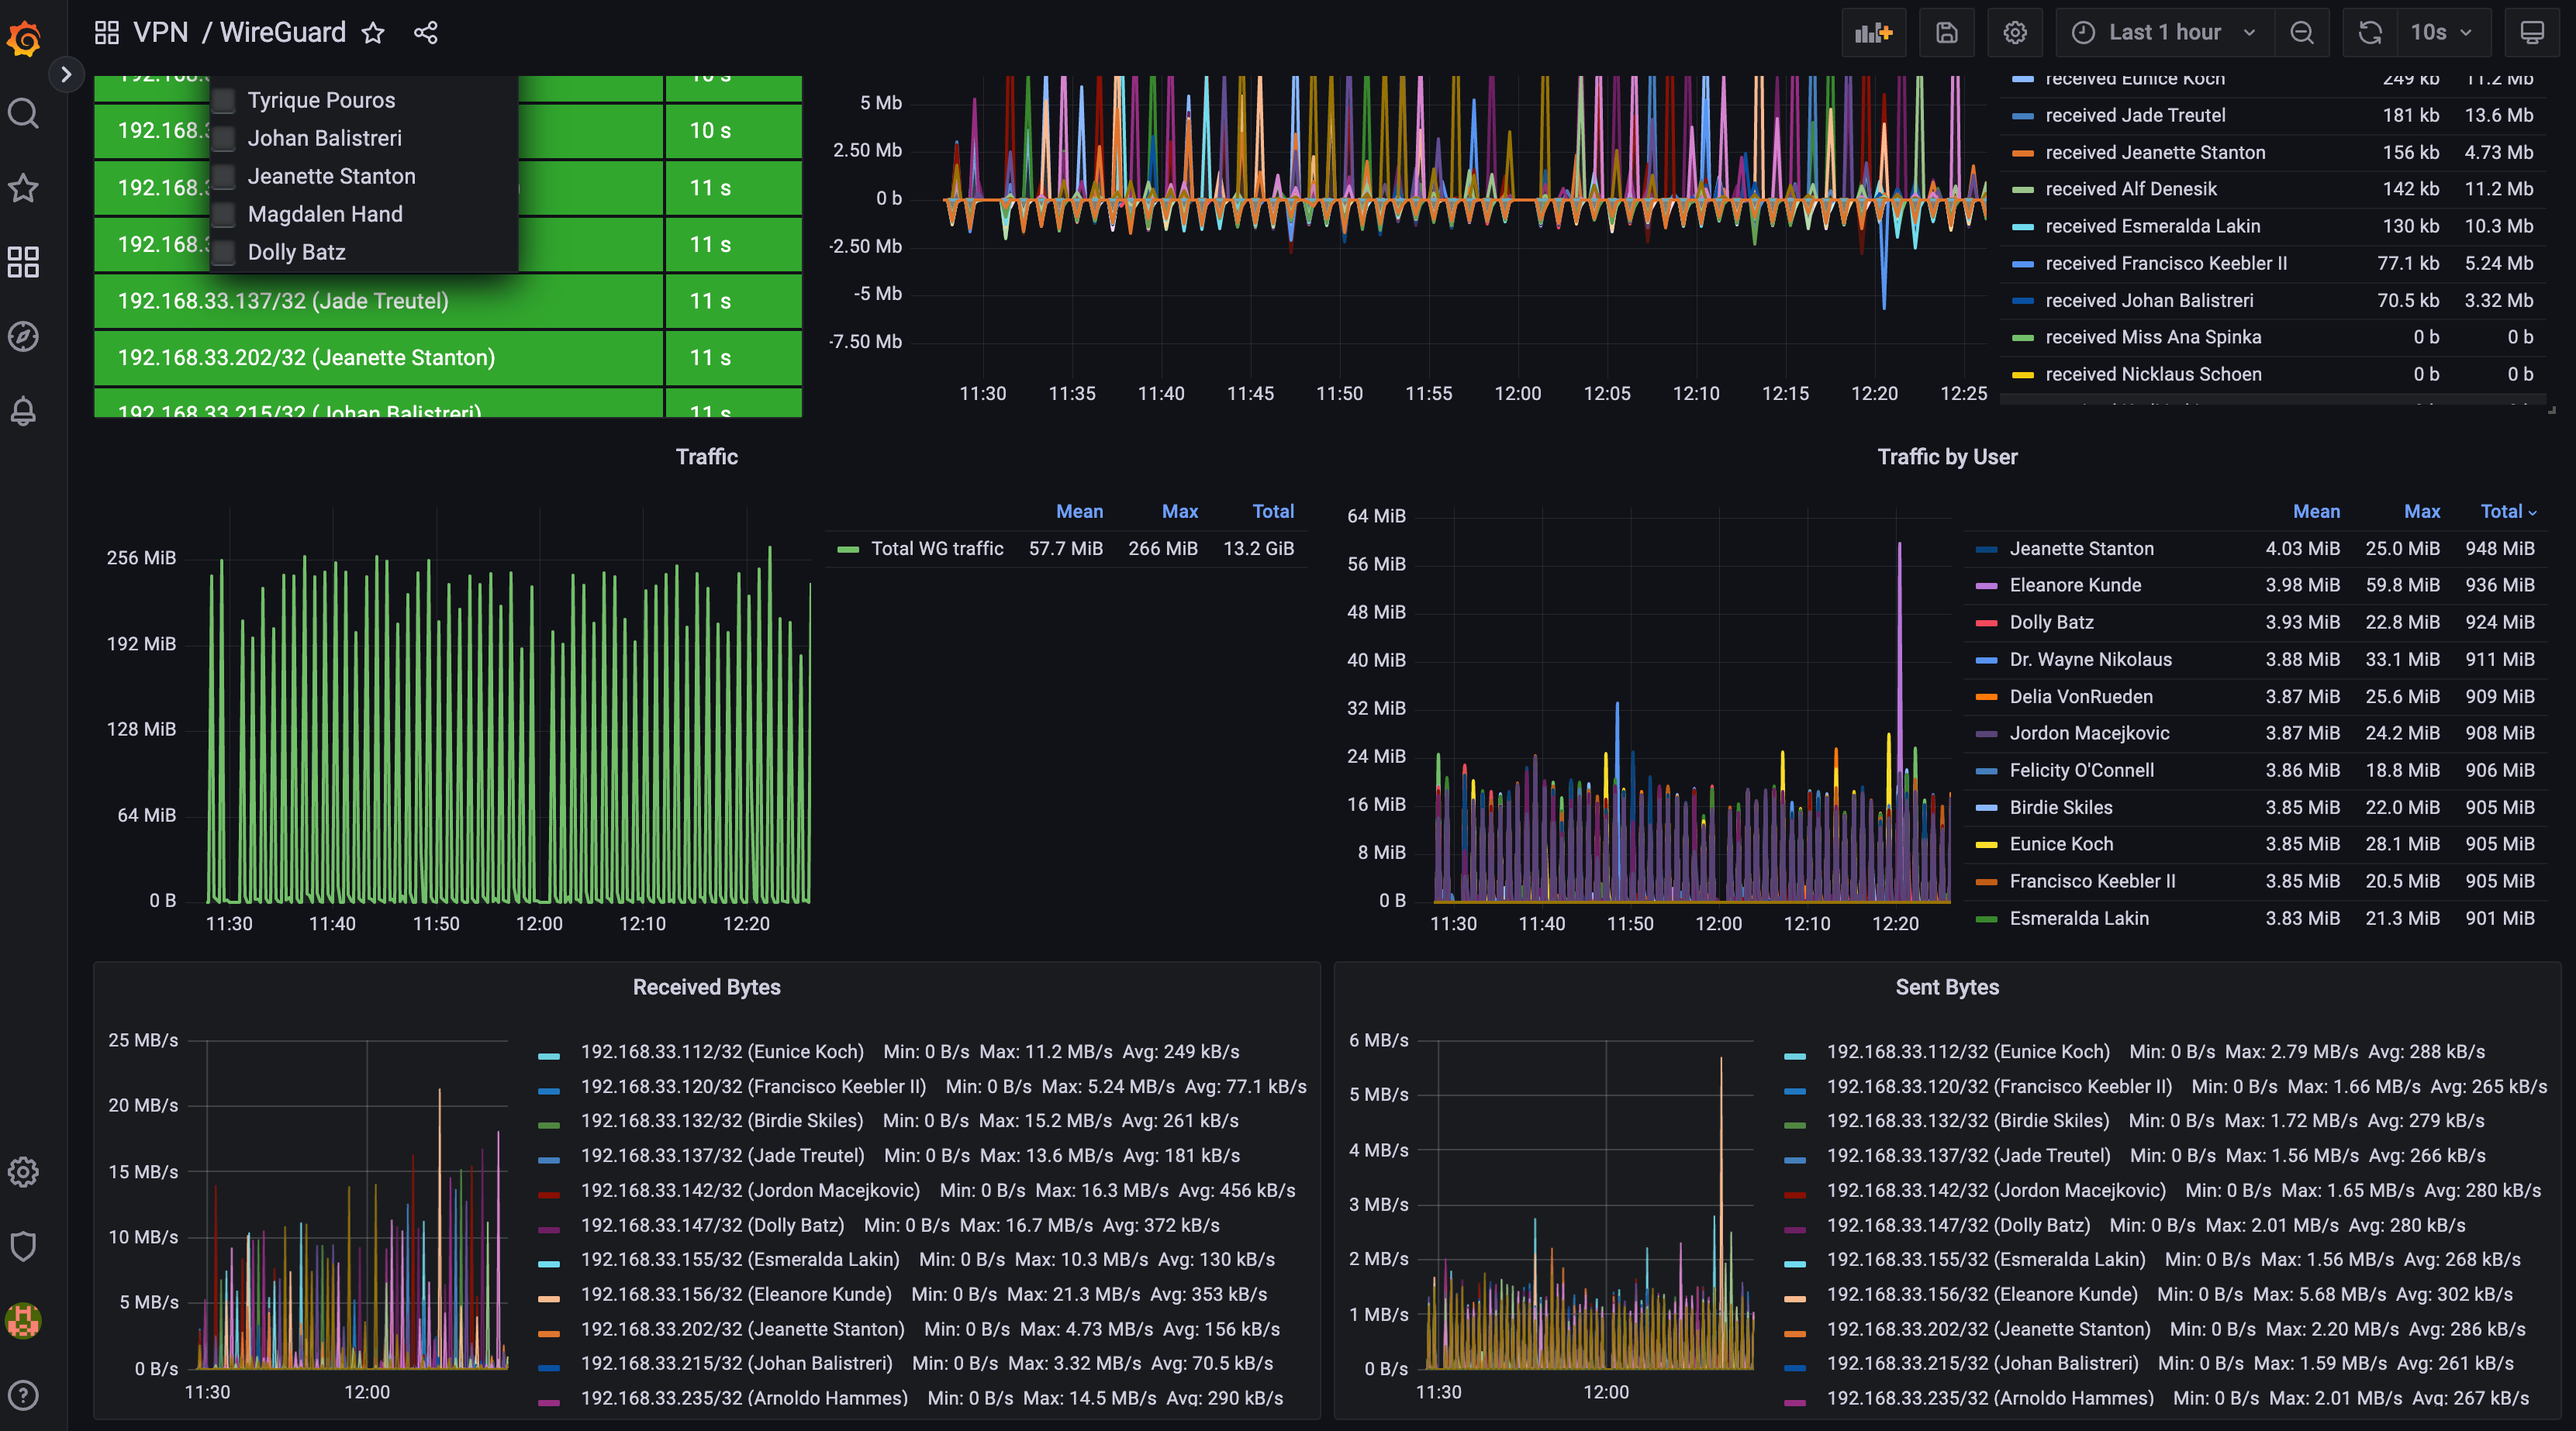 VPN / WireGuard
Last 1 hour
10s
192.168.
10 s
192.168.3
10 s
192.168.3
11 s
192.168.3
11 s
Tyrique Pouros
Johan Balistreri
Jeanette Stanton
Magdalen Hand
Dolly Batz
192.168.33.137/32 (Jade Treutel)
11 s
192.168.33.202/32 (Jeanette Stanton)
11 s
192.168.33.215/32 (Johan Balistreri)
11 s
5 Mb
2.50 Mb
0 b
-2.50 Mb
-5 Mb
-7.50 Mb
11:30 11:35 11:40 11:45 11:50 11:55 12:00 12:05 12:10 12:15 12:20 12:25
received Eunice Koch 249 kb 11.2 Mb
received Jade Treutel 181 kb 13.6 Mb
received Jeanette Stanton 156 kb 4.73 Mb
received Alf Denesik 142 kb 11.2 Mb
received Esmeralda Lakin 130 kb 10.3 Mb
received Francisco Keebler II 77.1 kb 5.24 Mb
received Johan Balistreri 70.5 kb 3.32 Mb
received Miss Ana Spinka 0 b 0 b
received Nicklaus Schoen 0 b 0 b
Traffic
256 MiB
192 MiB
128 MiB
64 MiB
0 B
11:30 11:40 11:50 12:00 12:10 12:20
Mean Max Total
Total WG traffic 57.7 MiB 266 MiB 13.2 GiB
Traffic by User
64 MiB
56 MiB
48 MiB
40 MiB
32 MiB
24 MiB
16 MiB
8 MiB
0 B
11:30 11:40 11:50 12:00 12:10 12:20
Mean Max Total
Jeanette Stanton 4.03 MiB 25.0 MiB 948 MiB
Eleanore Kunde 3.98 MiB 59.8 MiB 936 MiB
Dolly Batz 3.93 MiB 22.8 MiB 924 MiB
Dr. Wayne Nikolaus 3.88 MiB 33.1 MiB 911 MiB
Delia VonRueden 3.87 MiB 25.6 MiB 909 MiB
Jordon Macejkovic 3.87 MiB 24.2 MiB 908 MiB
Felicity O'Connell 3.86 MiB 18.8 MiB 906 MiB
Birdie Skiles 3.85 MiB 22.0 MiB 905 MiB
Eunice Koch 3.85 MiB 28.1 MiB 905 MiB
Francisco Keebler II 3.85 MiB 20.5 MiB 905 MiB
Esmeralda Lakin 3.83 MiB 21.3 MiB 901 MiB
Received Bytes
25 MB/s
20 MB/s
15 MB/s
10 MB/s
5 MB/s
0 B/s
11:30 12:00
192.168.33.112/32 (Eunice Koch) Min: 0 B/s Max: 11.2 MB/s Avg: 249 kB/s
192.168.33.120/32 (Francisco Keebler II) Min: 0 B/s Max: 5.24 MB/s Avg: 77.1 kB/s
192.168.33.132/32 (Birdie Skiles) Min: 0 B/s Max: 15.2 MB/s Avg: 261 kB/s
192.168.33.137/32 (Jade Treutel) Min: 0 B/s Max: 13.6 MB/s Avg: 181 kB/s
192.168.33.142/32 (Jordon Macejkovic) Min: 0 B/s Max: 16.3 MB/s Avg: 456 kB/s
192.168.33.147/32 (Dolly Batz) Min: 0 B/s Max: 16.7 MB/s Avg: 372 kB/s
192.168.33.155/32 (Esmeralda Lakin) Min: 0 B/s Max: 10.3 MB/s Avg: 130 kB/s
192.168.33.156/32 (Eleanore Kunde) Min: 0 B/s Max: 21.3 MB/s Avg: 353 kB/s
192.168.33.202/32 (Jeanette Stanton) Min: 0 B/s Max: 4.73 MB/s Avg: 156 kB/s
192.168.33.215/32 (Johan Balistreri) Min: 0 B/s Max: 3.32 MB/s Avg: 70.5 kB/s
192.168.33.235/32 (Arnoldo Hammes) Min: 0 B/s Max: 14.5 MB/s Avg: 290 kB/s
Sent Bytes
6 MB/s
5 MB/s
4 MB/s
3 MB/s
2 MB/s
1 MB/s
0 B/s
11:30 12:00
192.168.33.112/32 (Eunice Koch) Min: 0 B/s Max: 2.79 MB/s Avg: 288 kB/s
192.168.33.120/32 (Francisco Keebler II) Min: 0 B/s Max: 1.66 MB/s Avg: 265 kB/s
192.168.33.132/32 (Birdie Skiles) Min: 0 B/s Max: 1.72 MB/s Avg: 279 kB/s
192.168.33.137/32 (Jade Treutel) Min: 0 B/s Max: 1.56 MB/s Avg: 266 kB/s
192.168.33.142/32 (Jordon Macejkovic) Min: 0 B/s Max: 1.65 MB/s Avg: 280 kB/s
192.168.33.147/32 (Dolly Batz) Min: 0 B/s Max: 2.01 MB/s Avg: 280 kB/s
192.168.33.155/32 (Esmeralda Lakin) Min: 0 B/s Max: 1.56 MB/s Avg: 268 kB/s
192.168.33.156/32 (Eleanore Kunde) Min: 0 B/s Max: 5.68 MB/s Avg: 302 kB/s
192.168.33.202/32 (Jeanette Stanton) Min: 0 B/s Max: 2.20 MB/s Avg: 286 kB/s
192.168.33.215/32 (Johan Balistreri) Min: 0 B/s Max: 1.59 MB/s Avg: 261 kB/s
192.168.33.235/32 (Arnoldo Hammes) Min: 0 B/s Max: 2.01 MB/s Avg: 267 kB/s